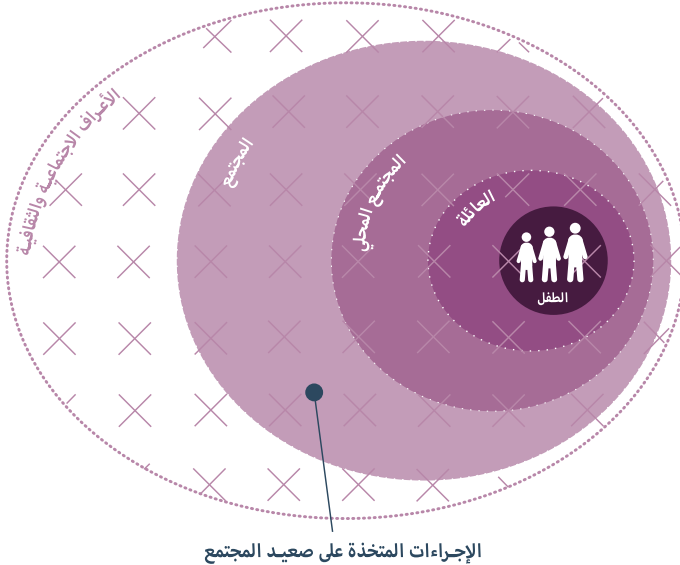 الأعراف الاجتماعية والثقافية
المجتمع
المجتمع المحلي
العائلة
الطفل
الإجراءات المتخذة على صعيد المجتمع